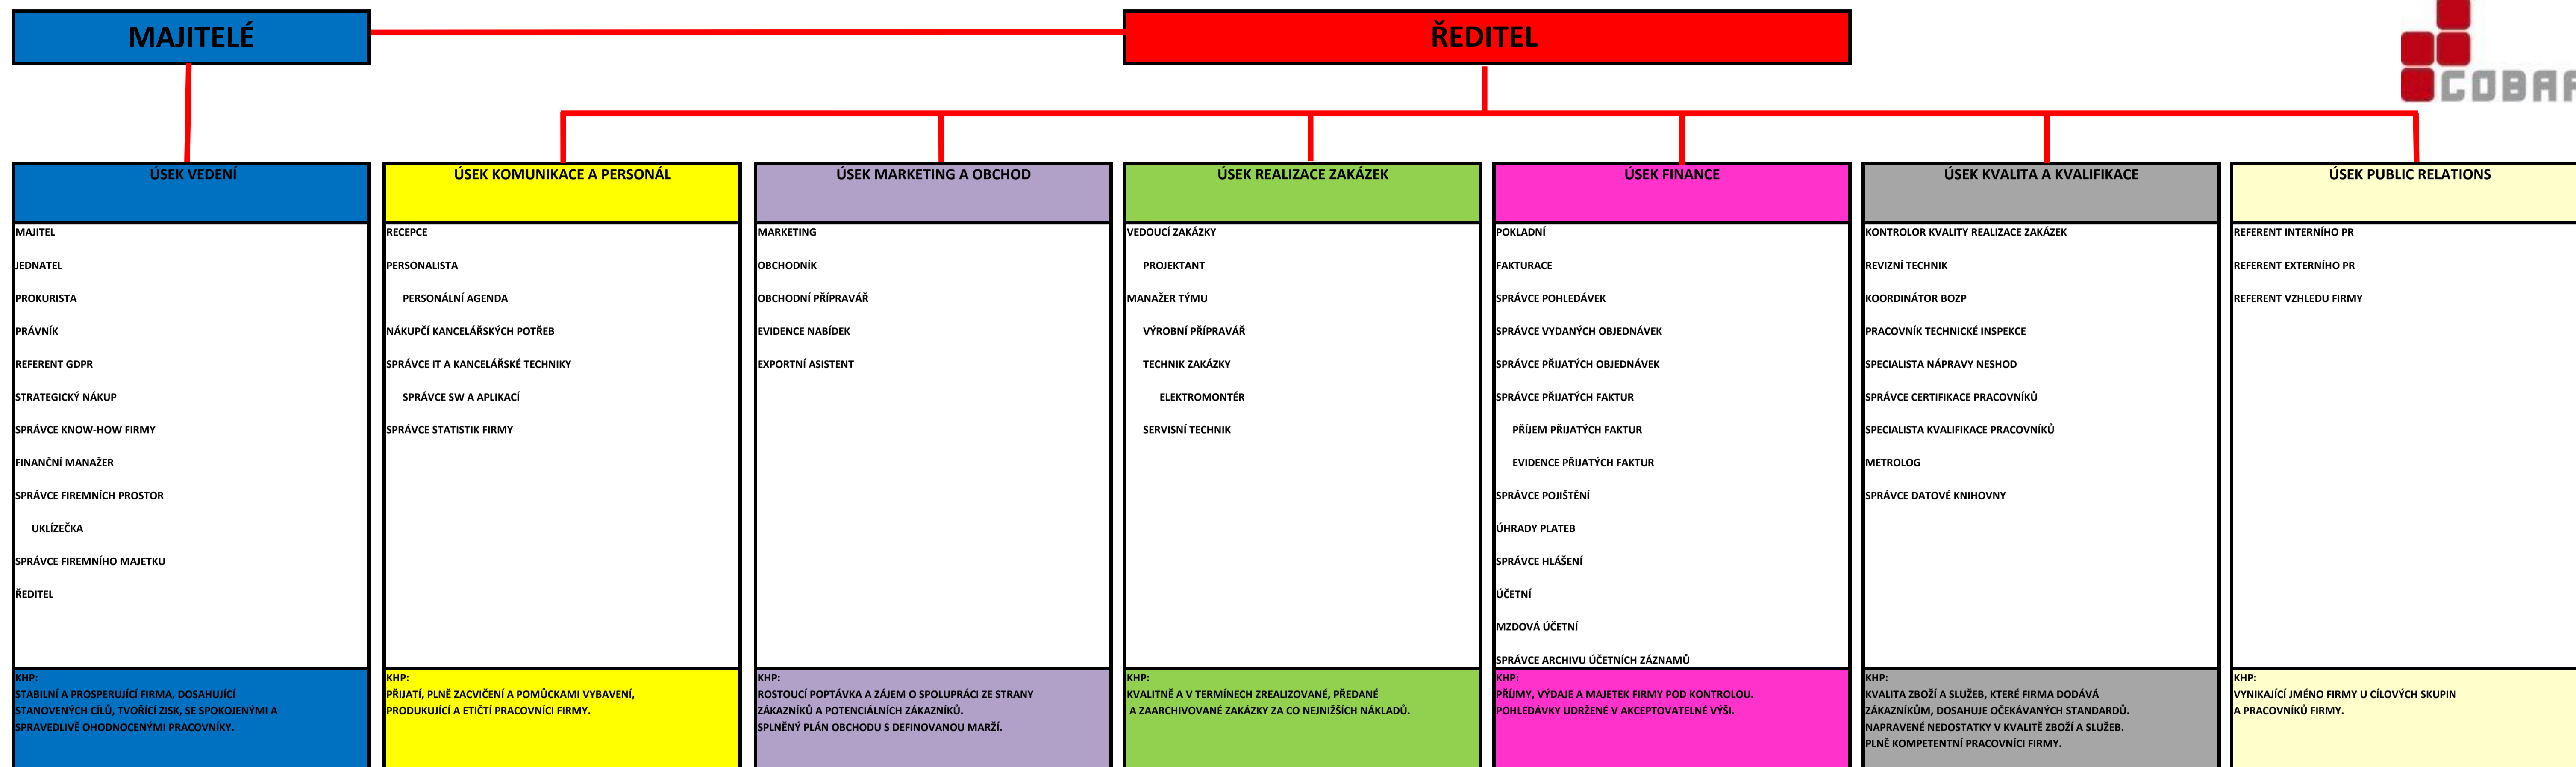 MAJITELÉ
ŘEDITEL
ÚSEK VEDENÍ
MAJITEL
JEDNATEL
PROKURISTA
PRÁVNÍK
REFERENT GDPR
STRATEGICKÝ NÁKUP
SPRÁVCE KNOW-HOW FIRMY
FINANČNÍ MANAŽER
SPRÁVCE FIREMNÍCH PROSTOR
UKLÍZEČKA
SPRÁVCE FIREMNÍHO MAJETKU
ŘEDITEL
KHP:
STABILNÍ A PROSPERUJÍCÍ FIRMA, DOSAHUJÍCÍ
STANOVENÝCH CÍLŮ, TVOŘÍCÍ ZISK, SE SPOKOJENÝMI A
SPRAVEDLIVĚ OHODNOCENÝMI PRACOVNÍKY.
ÚSEK KOMUNIKACE A PERSONÁL
RECEPCE
PERSONALISTA
PERSONÁLNÍ AGENDA
NÁKUPČÍ KANCELÁŘSKÝCH POTŘEB
SPRÁVCE IT A KANCELÁŘSKÉ TECHNIKY
SPRÁVCE SW A APLIKACÍ
SPRÁVCE STATISTIK FIRMY
KHP:
PŘIJATÍ, PLNĚ ZACVIČENÍ A POMŮCKAMI VYBAVENÍ,
PRODUKUJÍCÍ A ETIČTÍ PRACOVNÍCI FIRMY.
ÚSEK MARKETING A OBCHOD
MARKETING
OBCHODNÍK
OBCHODNÍ PŘÍPRAVÁŘ
EVIDENCE NABÍDEK
EXPORTNÍ ASISTENT
KHP:
ROSTOUCÍ POPTÁVKA A ZÁJEM O SPOLUPRÁCI ZE STRANY
ZÁKAZNÍKŮ A POTENCIÁLNÍCH ZÁKAZNÍKŮ.
SPLNĚNÝ PLÁN OBCHODU S DEFINOVANOU MARŽÍ.
ÚSEK REALIZACE ZAKÁZEK
VEDOUCÍ ZAKÁZKY
PROJEKTANT
MANAŽER TÝMU
VÝROBNÍ PŘÍPRAVÁŘ
TECHNIK ZAKÁZKY
ELEKTROMONTÉR
SERVISNÍ TECHNIK
KHP:
KVALITNĚ A V TERMÍNECH ZREALIZOVANÉ, PŘEDANÉ
A ZAARCHIVOVANÉ ZAKÁZKY ZA CO NEJNIŽŠÍCH NÁKLADŮ.
ÚSEK FINANCE
POKLADNÍ
FAKTURACE
SPRÁVCE POHLEDÁVEK
SPRÁVCE VYDANÝCH OBJEDNÁVEK
SPRÁVCE PŘIJATÝCH OBJEDNÁVEK
SPRÁVCE PŘIJATÝCH FAKTUR
PŘÍJEM PŘIJATÝCH FAKTUR
EVIDENCE PŘIJATÝCH FAKTUR
SPRÁVCE POJIŠTĚNÍ
ÚHRADY PLATEB
SPRÁVCE HLÁŠENÍ
ÚČETNÍ
MZDOVÁ ÚČETNÍ
SPRÁVCE ARCHIVU ÚČETNÍCH ZÁZNAMŮ
KHP:
PŘÍJMY, VÝDAJE A MAJETEK FIRMY POD KONTROLOU.
POHLEDÁVKY UDRŽENÉ V AKCEPTOVATELNÉ VÝŠI.
ÚSEK KVALITA A KVALIFIKACE
KONTROLOR KVALITY REALIZACE ZAKÁZEK
REVIZNÍ TECHNIK
KOORDINÁTOR BOZP
PRACOVNÍK TECHNICKÉ INSPEKCE
SPECIALISTA NÁPRAVY NESHOD
SPRÁVCE CERTIFIKACE PRACOVNÍKŮ
SPECIALISTA KVALIFIKACE PRACOVNÍKŮ
METROLOG
SPRÁVCE DATOVÉ KNIHOVNY
KHP:
KVALITA ZBOŽÍ A SLUŽEB, KTERÉ FIRMA DODÁVÁ
ZÁKAZNÍKŮM, DOSAHUJE OČEKÁVANÝCH STANDARDŮ.
NAPRAVENÉ NEDOSTATKY V KVALITĚ ZBOŽÍ A SLUŽEB.
PLNĚ KOMPETENTNÍ PRACOVNÍCI FIRMY.
ÚSEK PUBLIC RELATIONS
REFERENT INTERNÍHO PR
REFERENT EXTERNÍHO PR
REFERENT VZHLEDU FIRMY
KHP:
VYNIKAJÍCÍ JMÉNO FIRMY U CÍLOVÝCH SKUPIN
A PRACOVNÍKŮ FIRMY.